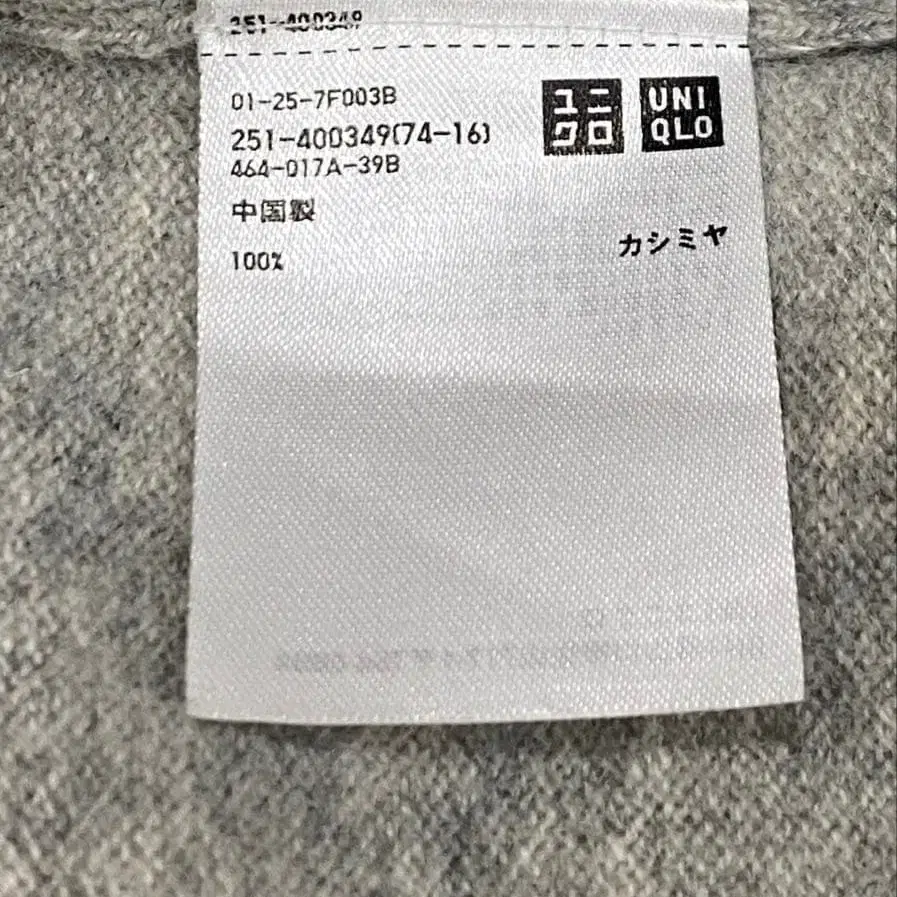 251-400349
01-25-7F003B
251-400349(74-16)
464-017A-39B
ユニ
クロ
UNI
QLO
中国製
100% カシミヤ